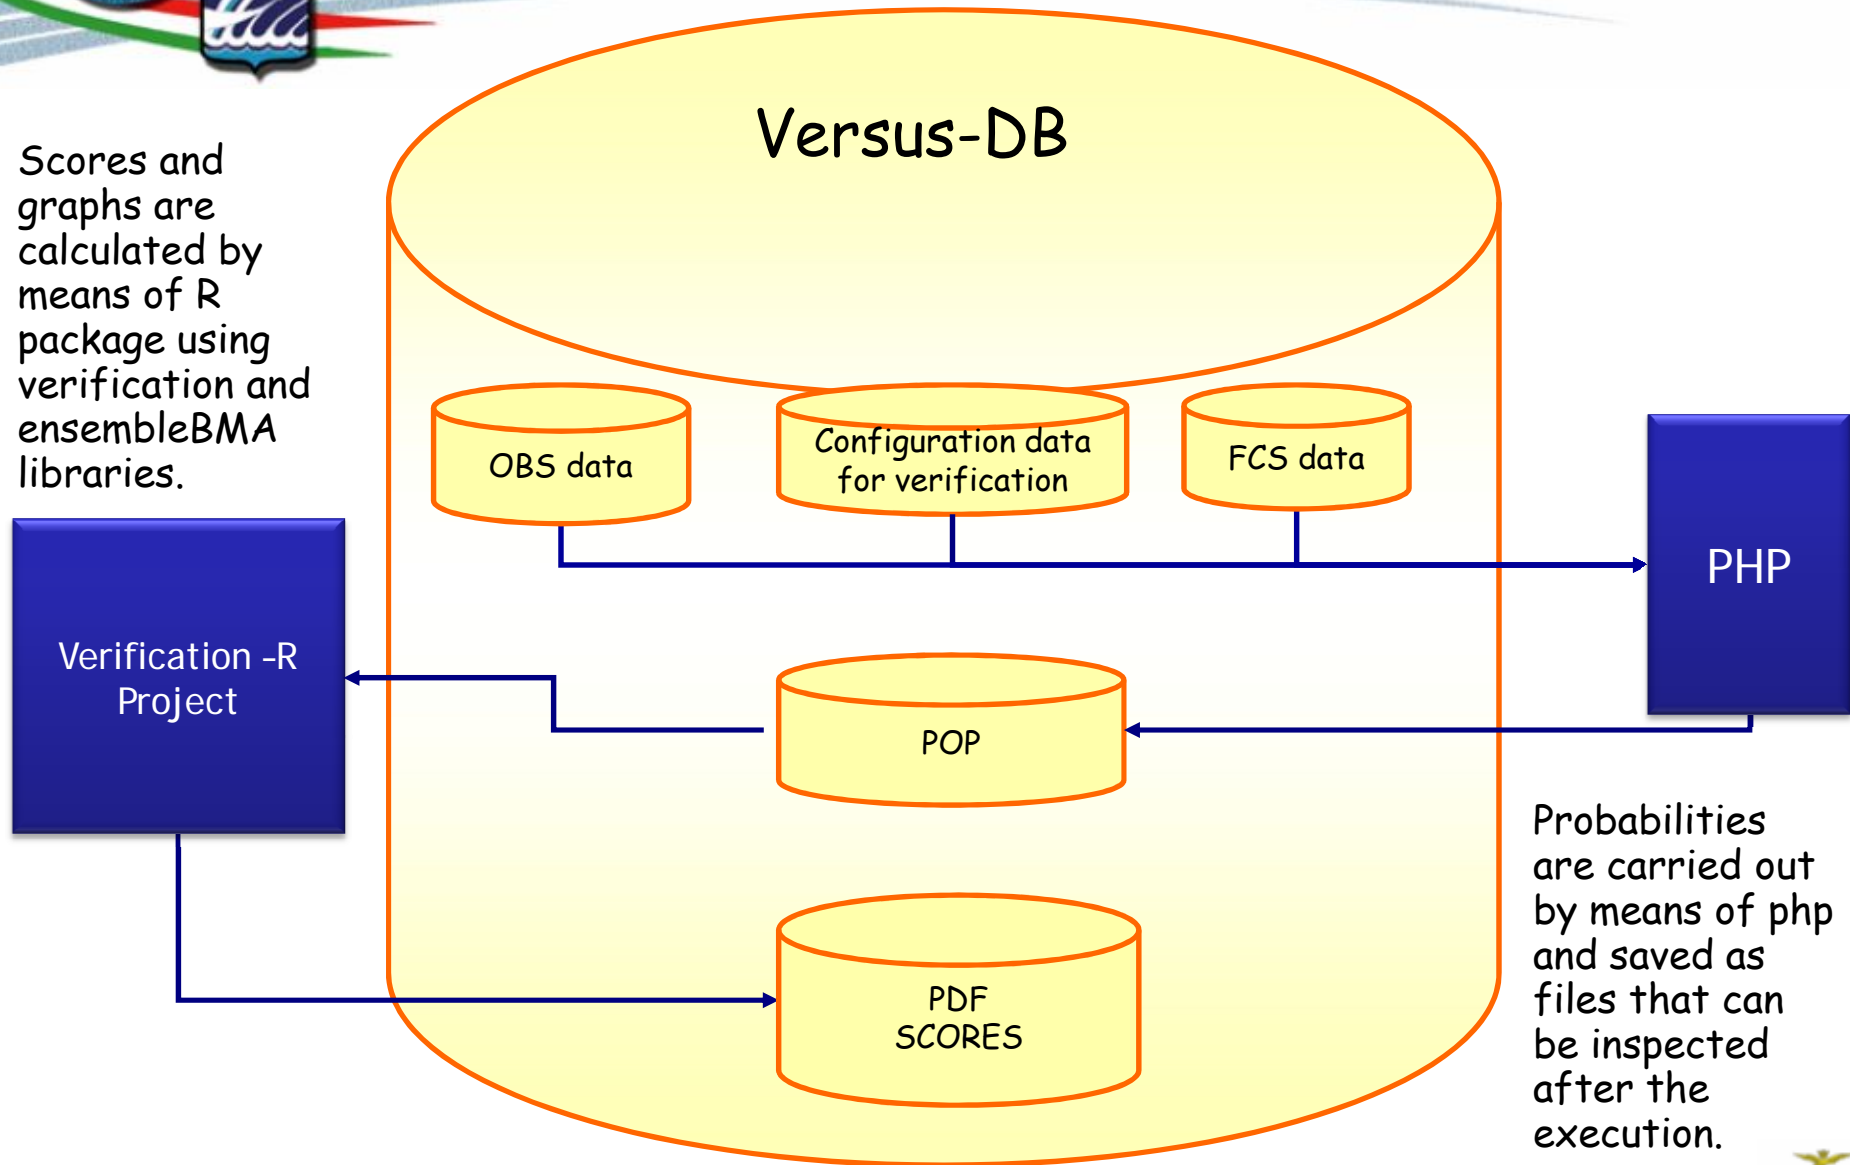 Versus-DB
Scores and
graphs are
calculated by
means of R
package using
verification and
ensembleBMA
libraries.
OBS data
Configuration data
for verification
FCS data
PHP
Verification -R
Project
POP
PDF
SCORES
Probabilities
are carried out
by means of php
and saved as
files that can
be inspected
after the
execution.